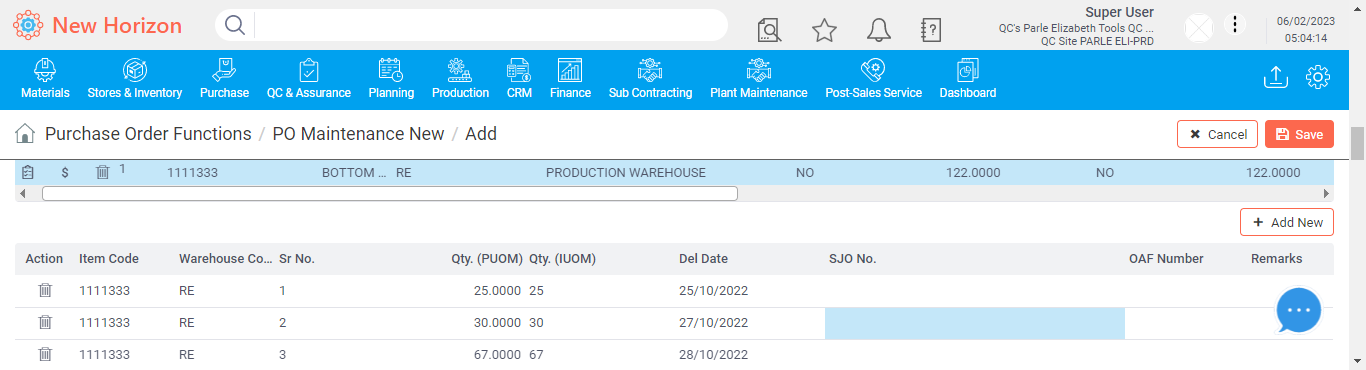 New Horizon
Super User
QC's Parle Elizabeth Tools QC ...
QC Site PARLE ELI-PRD
06/02/2023
05:04:14
Materials Stores & Inventory Purchase QC & Assurance Planning Production CRM Finance Sub Contracting Plant Maintenance Post-Sales Service Dashboard
Purchase Order Functions / PO Maintenance New / Add
Cancel Save
$ 1 1111333 BOTTOM ... RE PRODUCTION WAREHOUSE NO 122.0000 NO 122.0000
+ Add New
Action Item Code Warehouse Co... Sr No. Qty. (PUOM) Qty. (IUOM) Del Date SJO No. OAF Number Remarks
1111333 RE 1 25.0000 25 25/10/2022
1111333 RE 2 30.0000 30 27/10/2022
1111333 RE 3 67.0000 67 28/10/2022